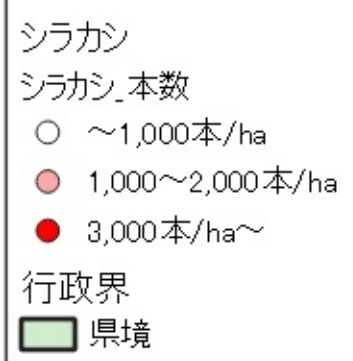 シラカシ
シラカシ_本数
～1,000本/ha
1,000～2,000本/ha
3,000本/ha～
行政界
県境